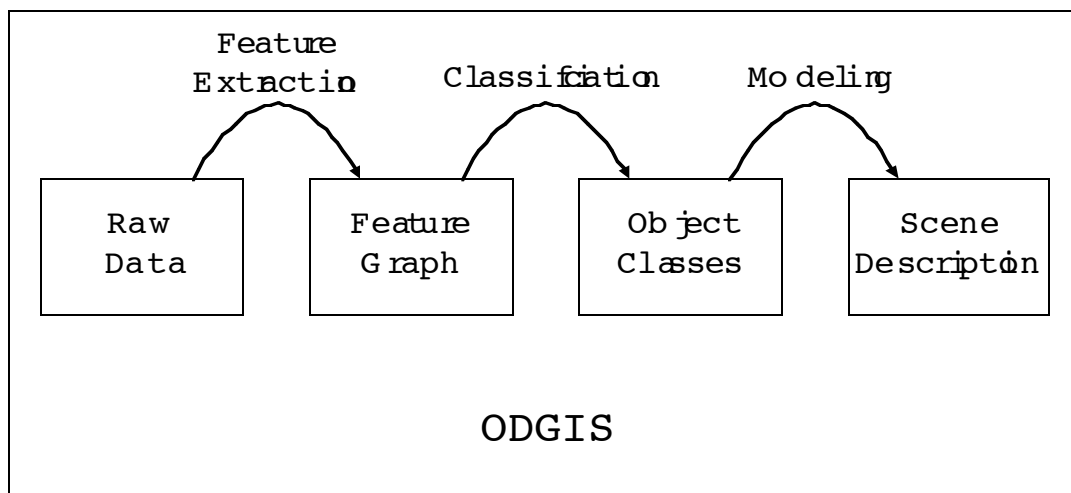 Feature
Extraction
Classification
Modeling
Raw
Data
Feature
Graph
Object
Classes
Scene
Description
ODGIS